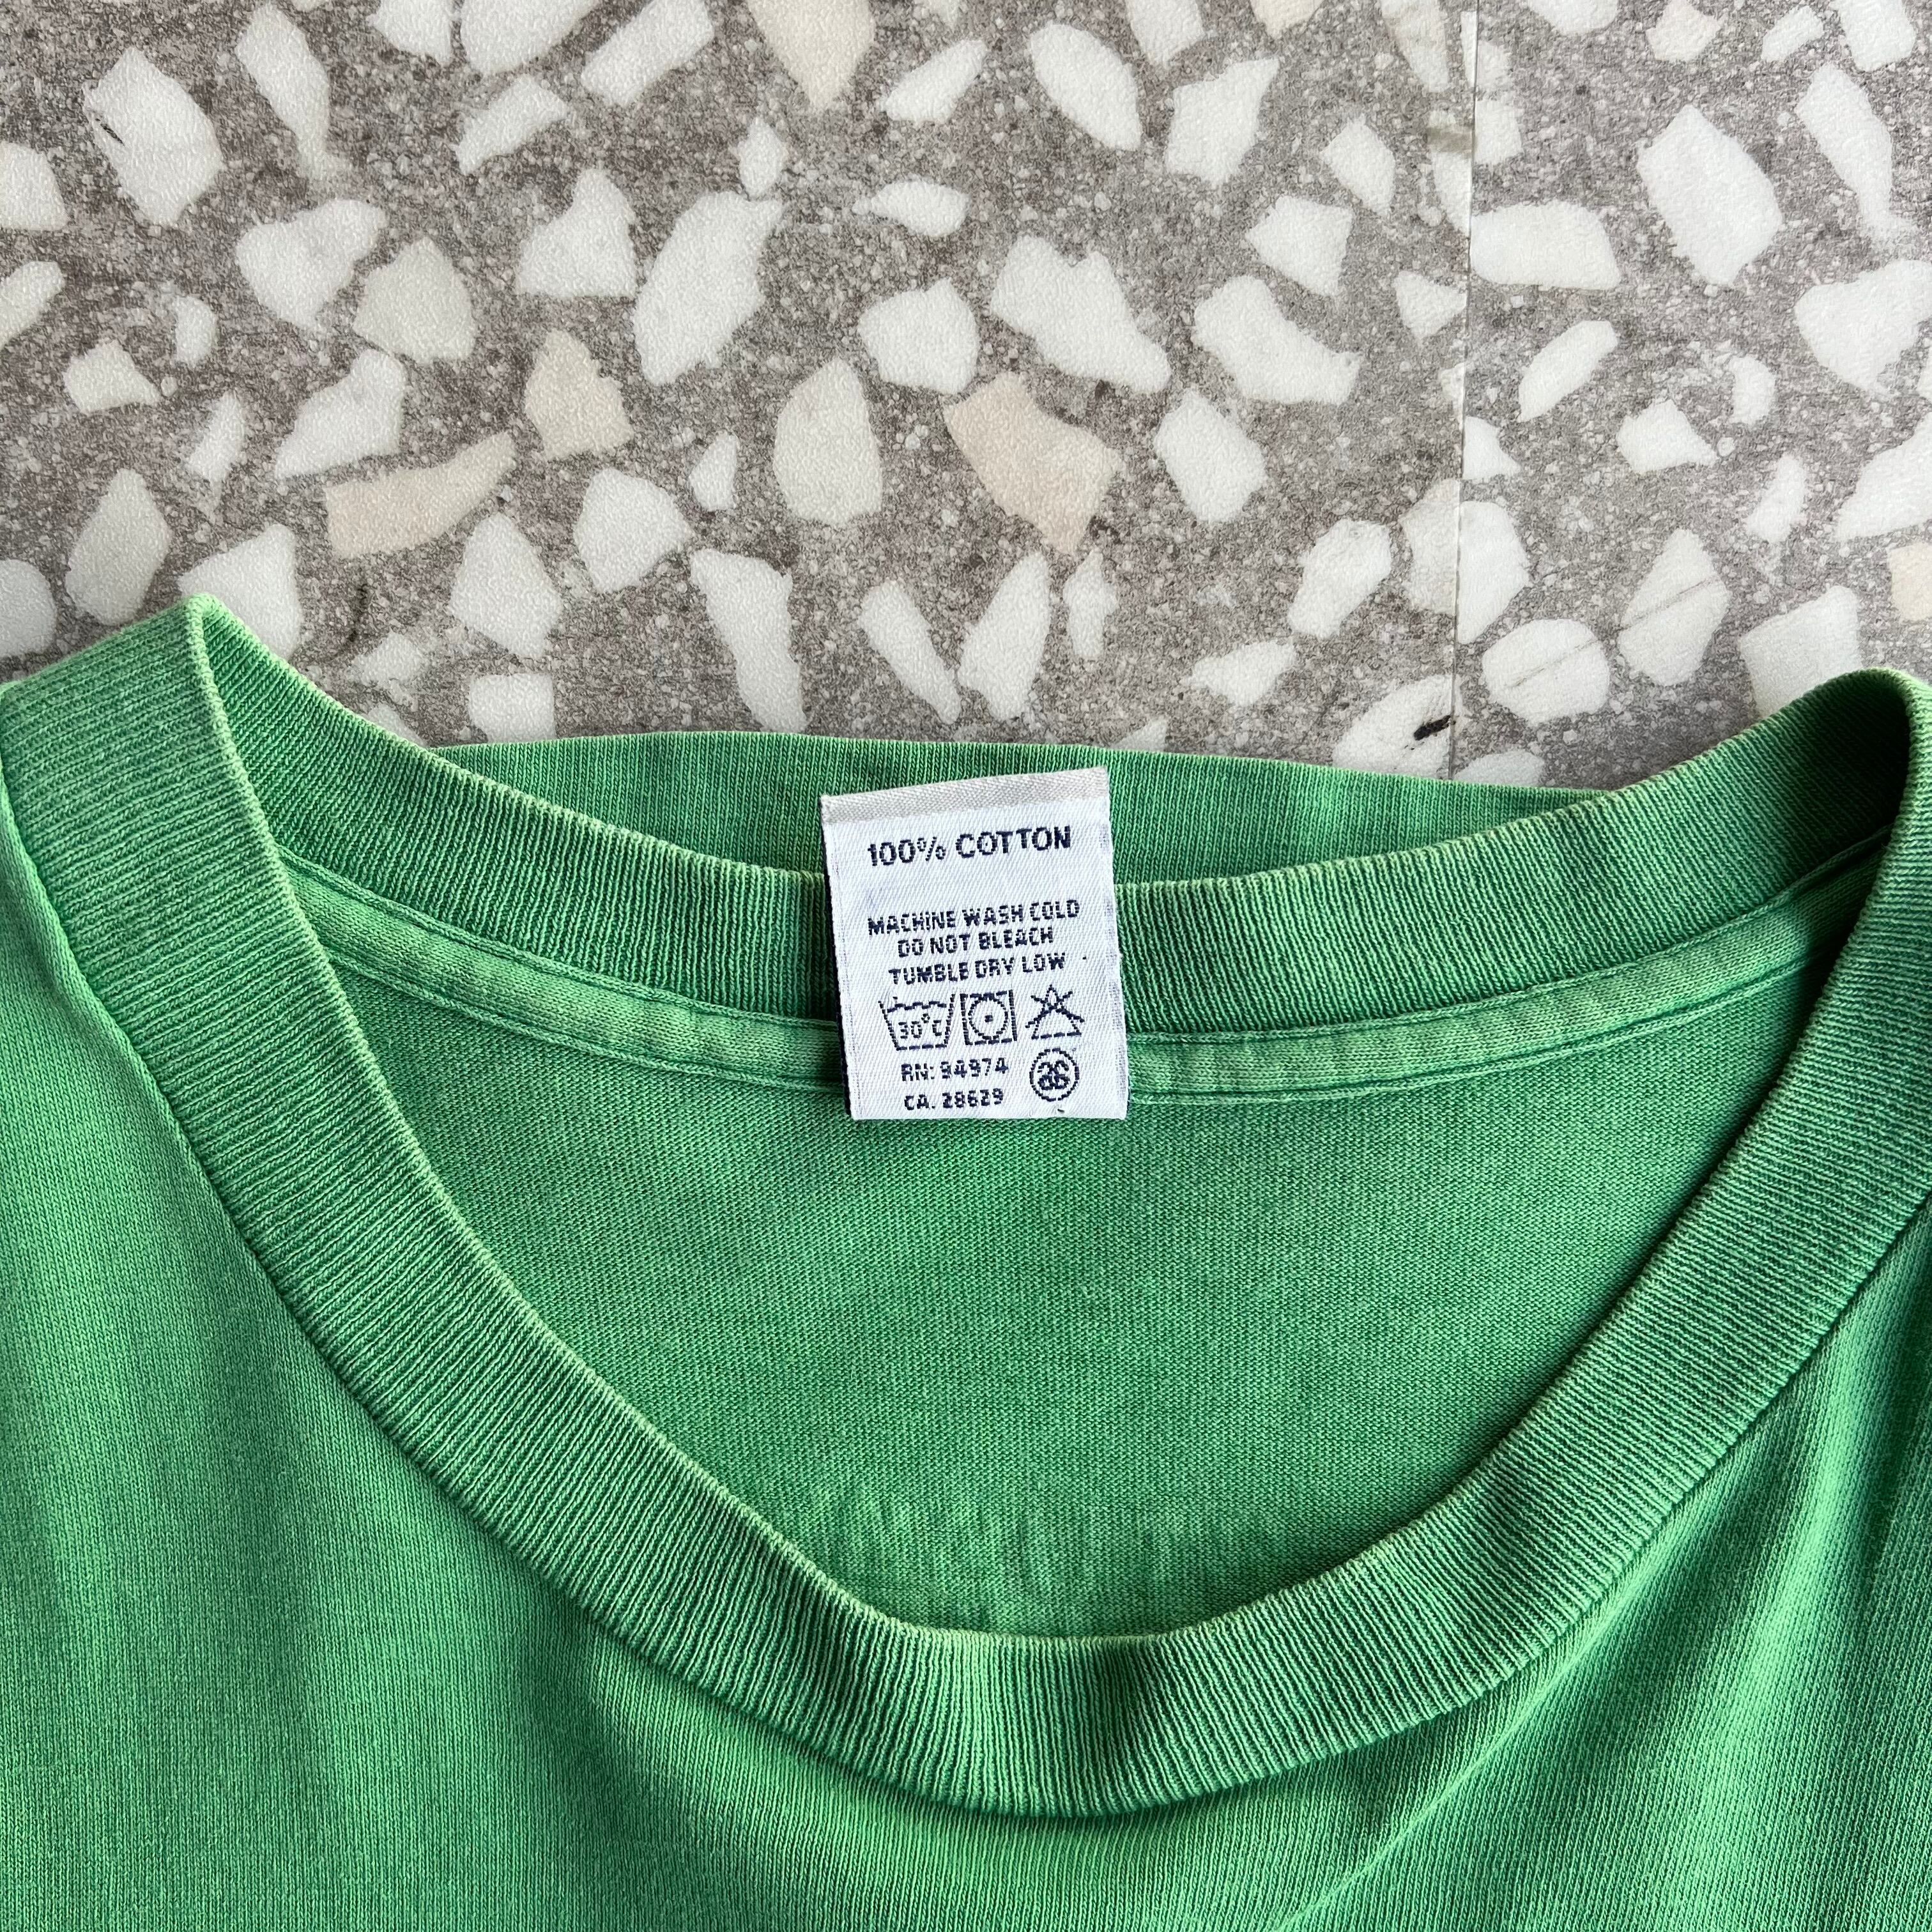 100% COTTON
MACHINE WASH COLD
DO NOT BLEACH
TUMBLE DRY LOW
30°C
RN: 94974
CA. 28629